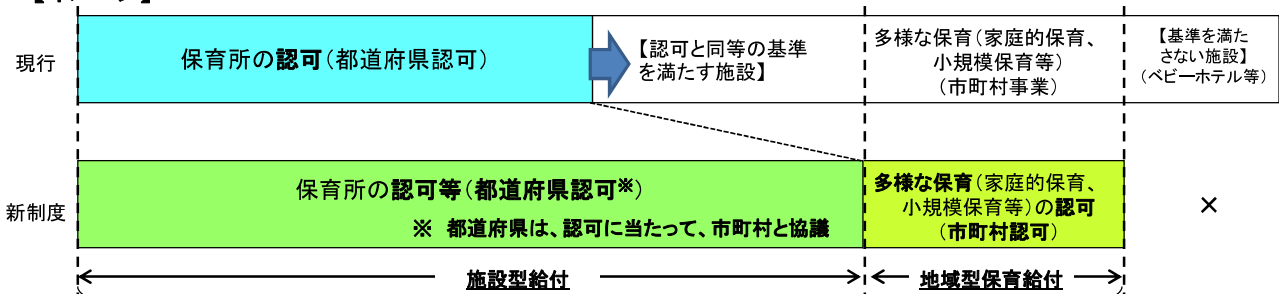 現行
保育所の認可(都道府県認可)
【認可と同等の基準
を満たす施設】
多様な保育(家庭的保育、
小規模保育等)
(市町村事業)
【基準を満た
さない施設】
(ベビーホテル等)
新制度
保育所の認可等(都道府県認可※)
※ 都道府県は、認可に当たって、市町村と協議
多様な保育(家庭的保育、
小規模保育等)の認可
(市町村認可)
×
施設型給付
地域型保育給付